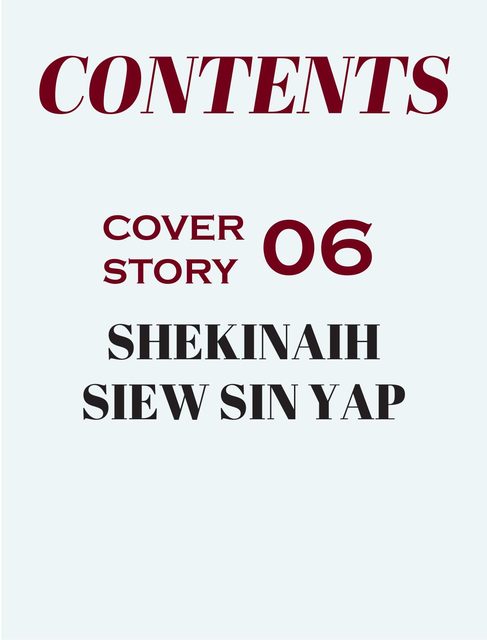 CONTENTS
COVER
STORY 06
SHEKINAIH
SIEW SIN YAP